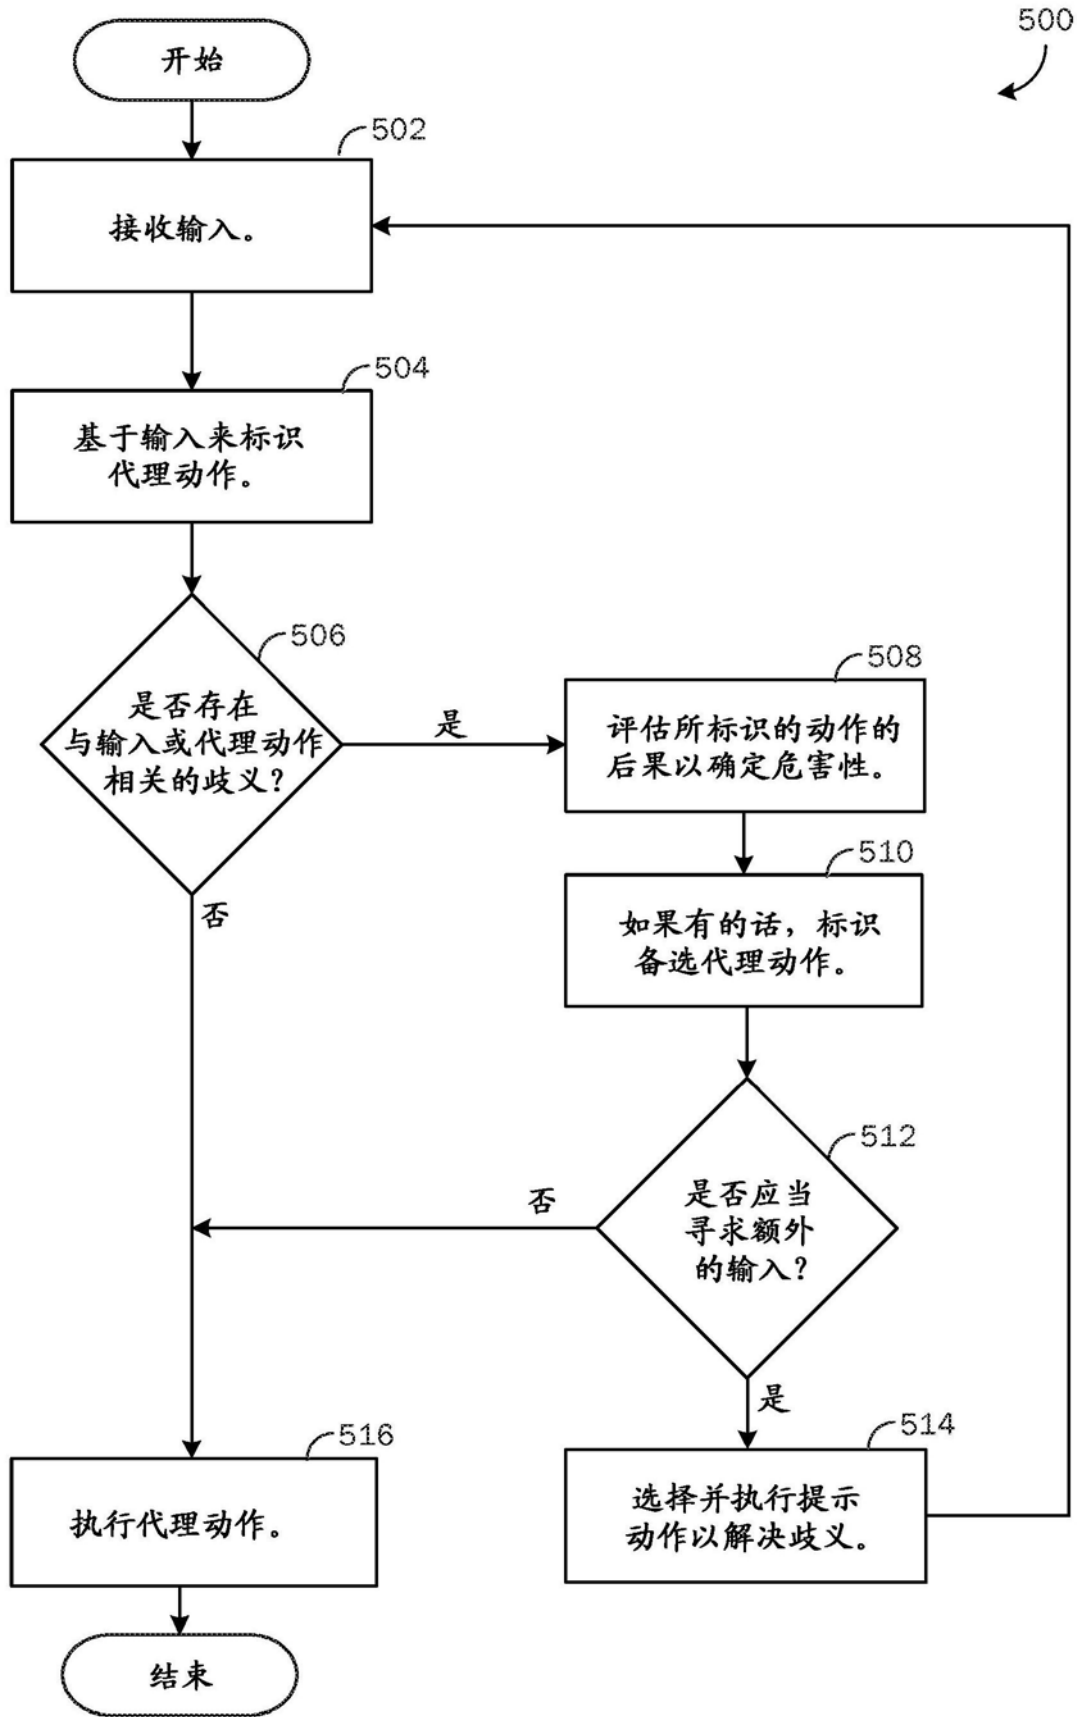 500
开始
502
接收输入。
504
基于输入来标识
代理动作。
506
是否存在
与输入或代理动作
相关的歧义?
是
否
508
评估所标识的动作的
后果以确定危害性。
510
如果有的话，标识
备选代理动作。
512
是否应当
寻求额外
的输入?
否
是
514
选择并执行提示
动作以解决歧义。
516
执行代理动作。
结束